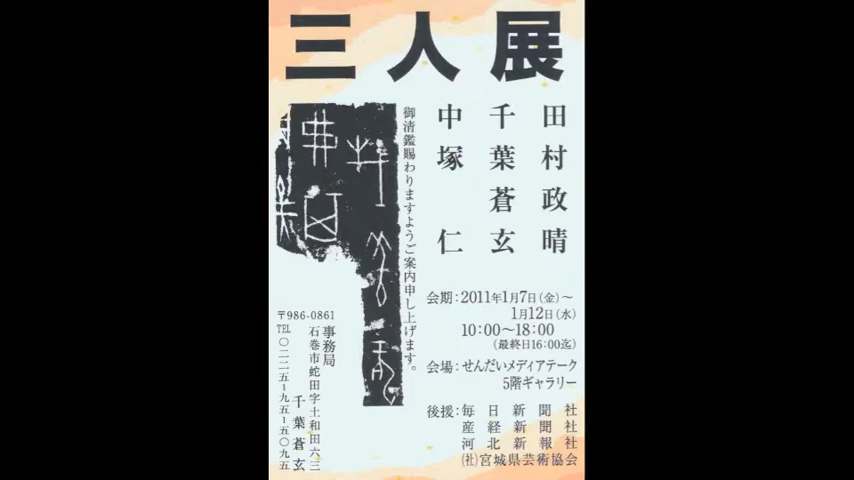 三人展
田村政晴
千葉蒼玄
中塚 仁
御清鑑賜わりますようご案内申し上げます。
会期:2011年1月7日(金)~
1月12日(水)
10:00~18:00
(最終日16:00迄)
会場:せんだいメディアテーク
5階ギャラリー
後援:毎日新聞社
産経新聞社
河北新報社
(社)宮城県芸術協会
〒986-0861
事務局
石巻市蛇田字土和田六ー三
千葉蒼玄
TEL 〇二二五ー九五ー五〇九五